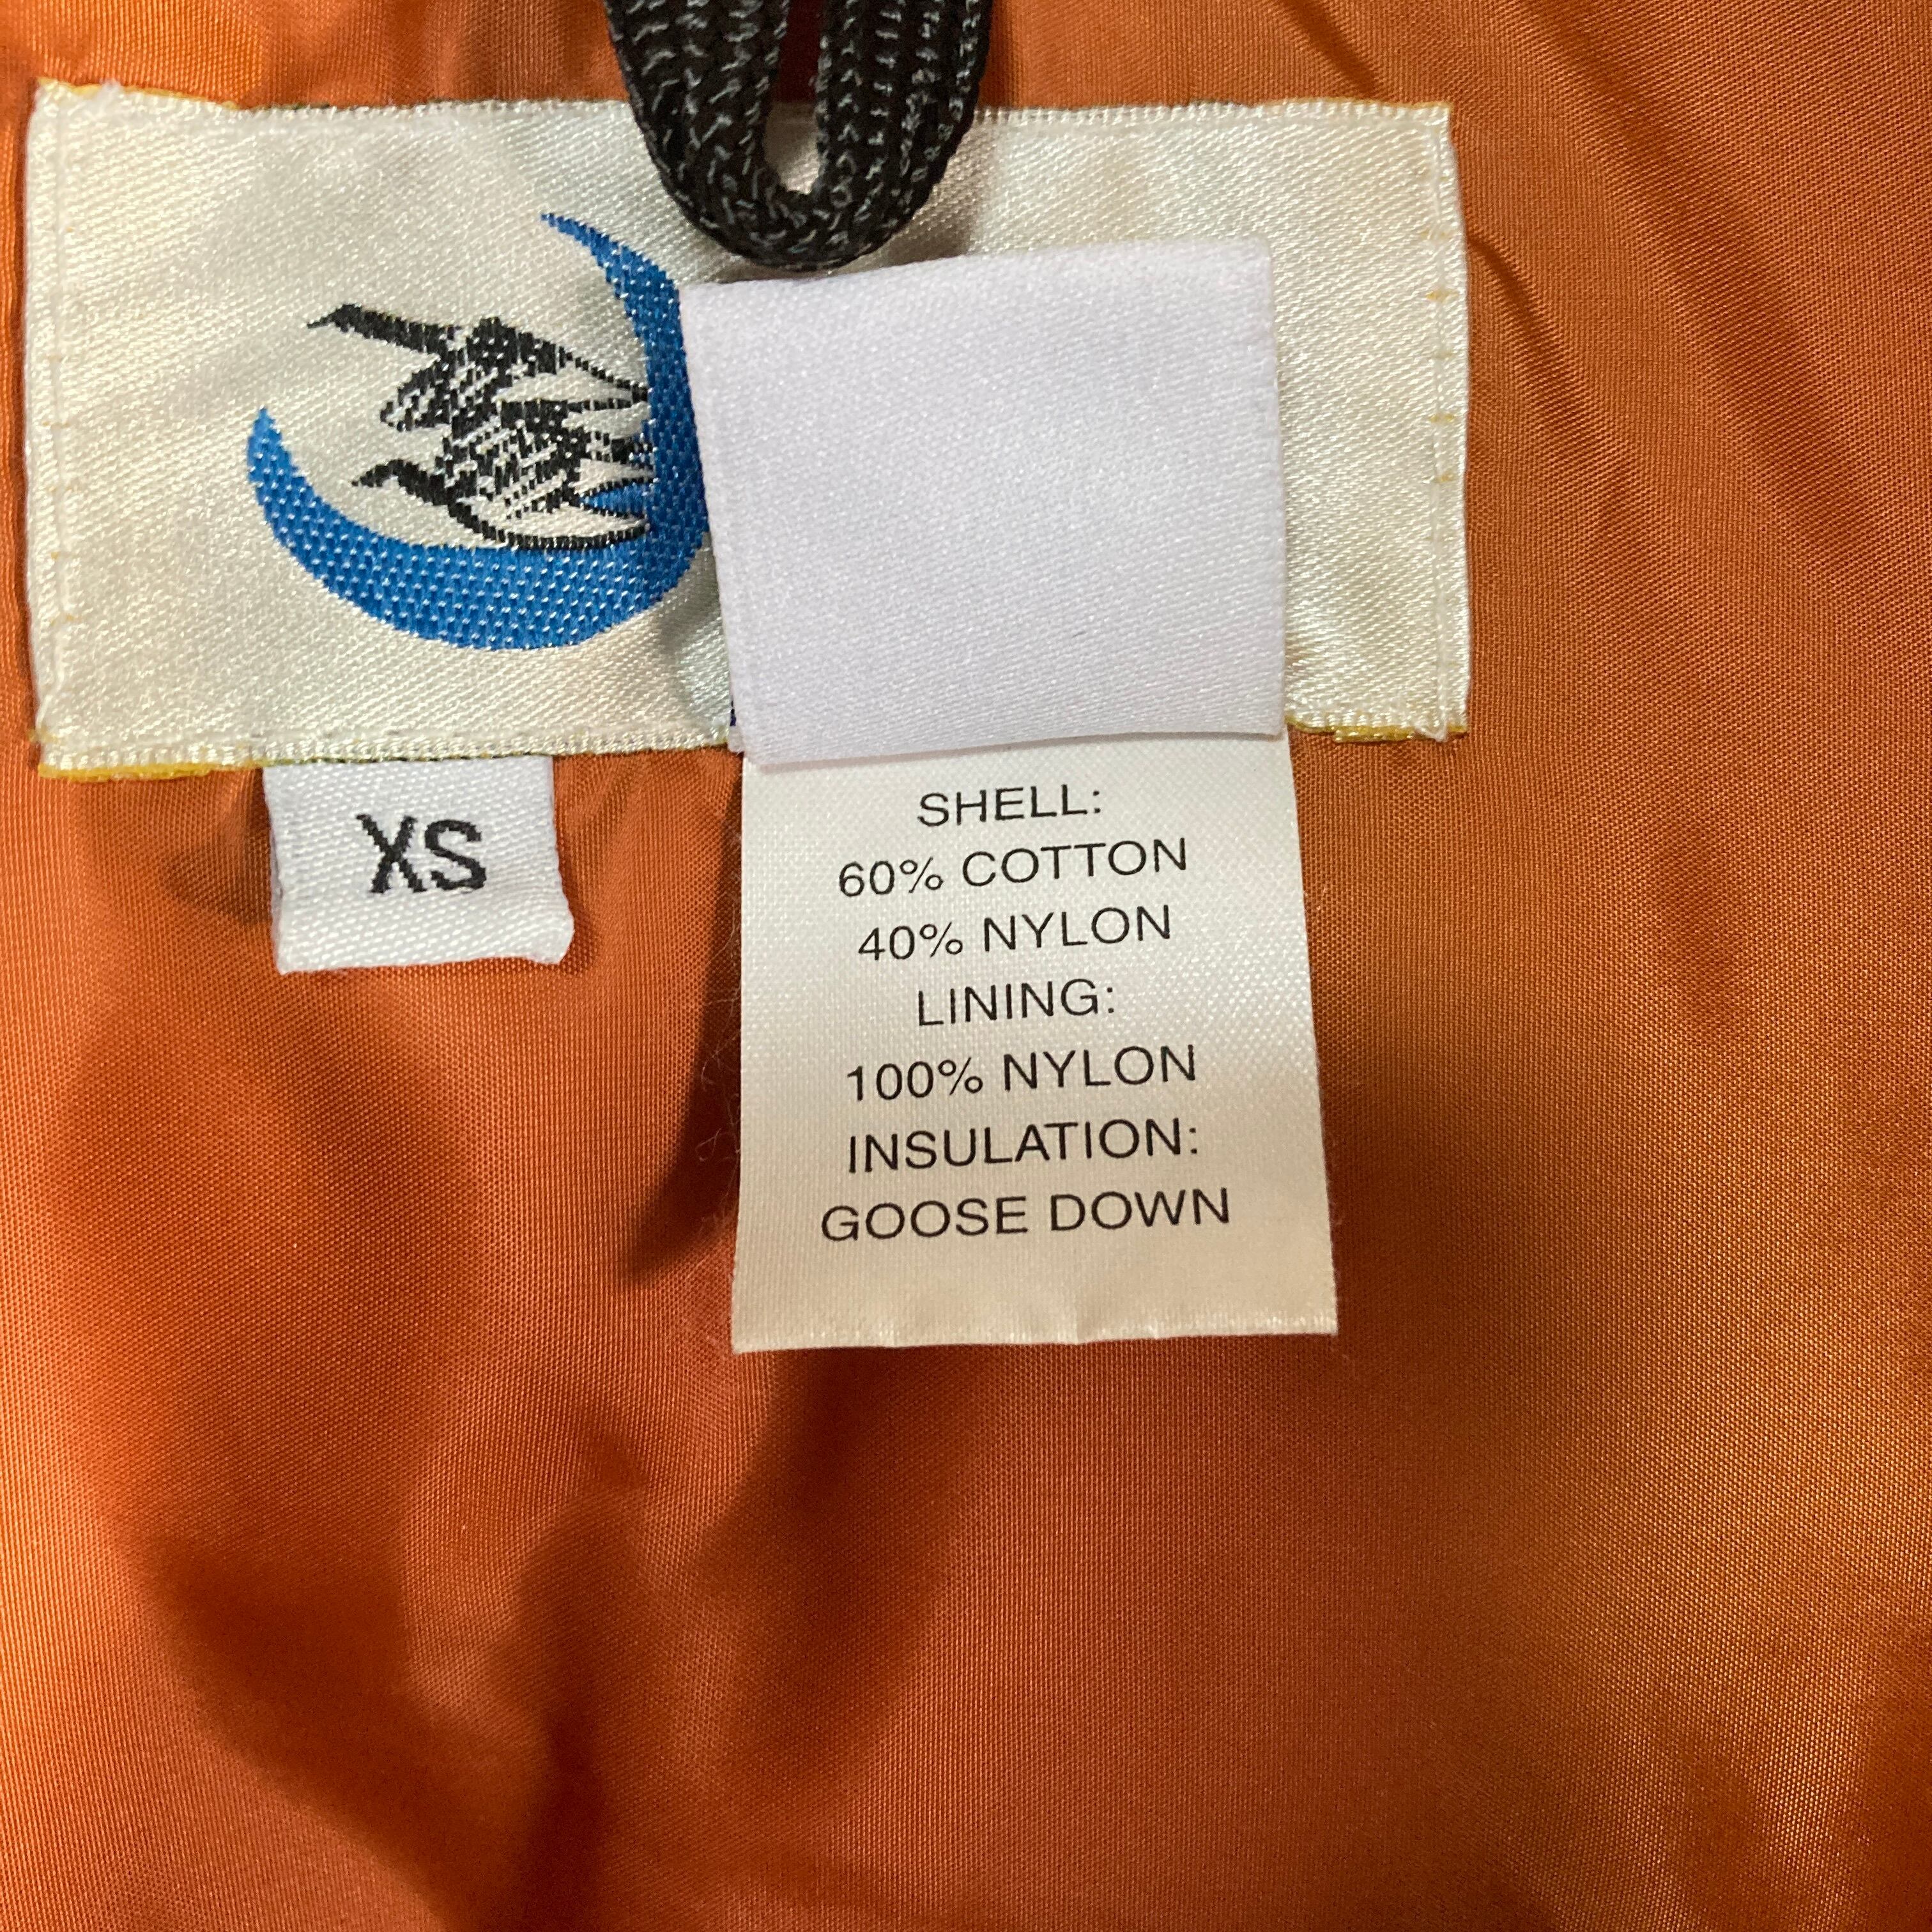 XS
SHELL:
60% COTTON
40% NYLON
LINING:
100% NYLON
INSULATION:
GOOSE DOWN